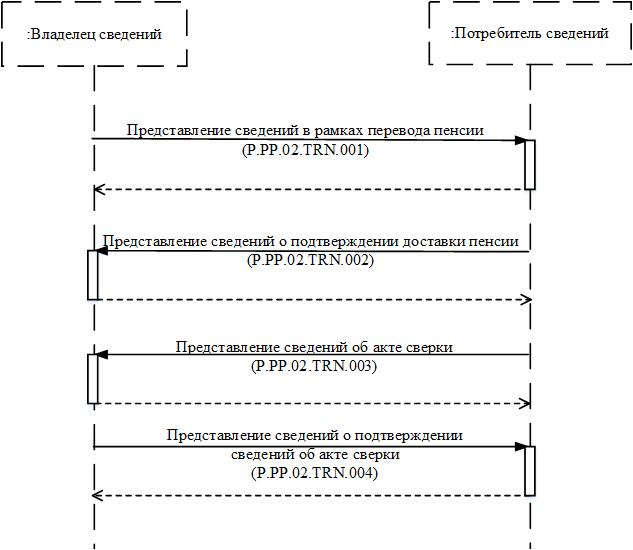 :Владелец сведений
:Потребитель сведений
Представление сведений в рамках перевода пенсии
(P.PP.02.TRN.001)
Представление сведений о подтверждении доставки пенсии
(P.PP.02.TRN.002)
Представление сведений об акте сверки
(P.PP.02.TRN.003)
Представление сведений о подтверждении
сведений об акте сверки
(P.PP.02.TRN.004)